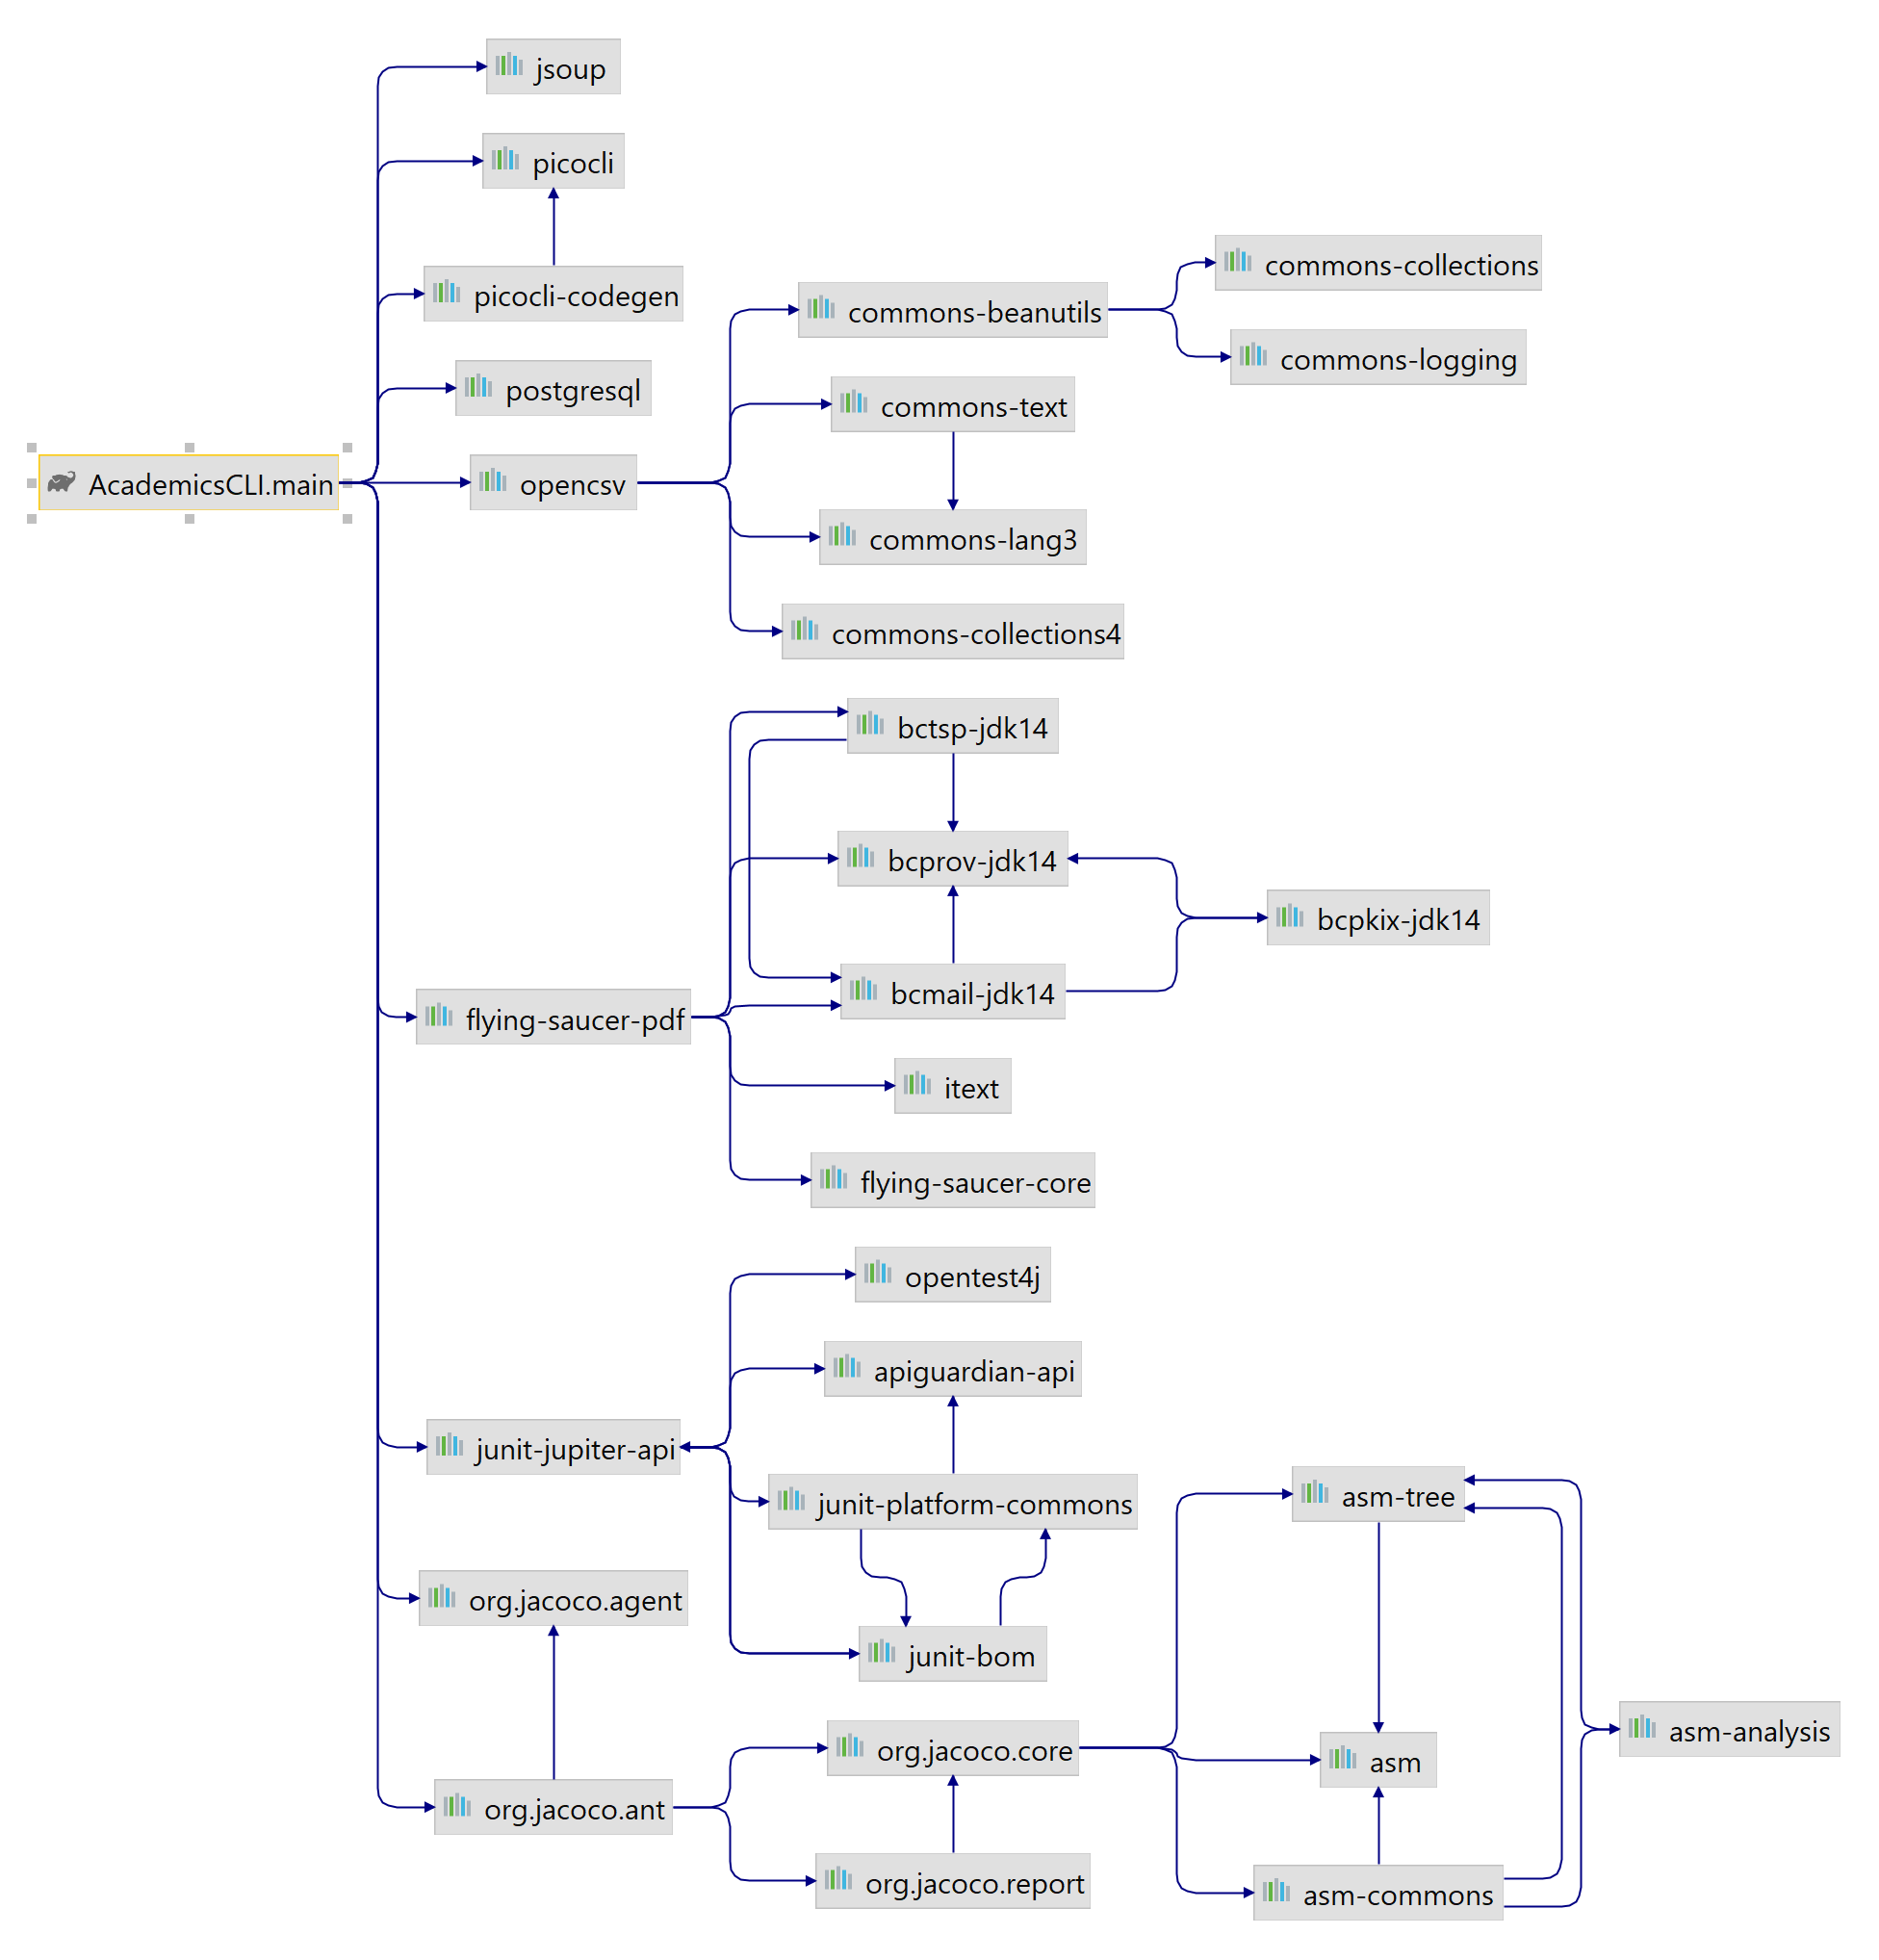 jsoup
picocli
picocli-codegen
postgresql
AcademicsCLI.main
opencsv
commons-beanutils
commons-collections
commons-logging
commons-text
commons-lang3
commons-collections4
bctsp-jdk14
bcprov-jdk14
bcpkix-jdk14
bcmail-jdk14
flying-saucer-pdf
itext
flying-saucer-core
opentest4j
apiguardian-api
junit-jupiter-api
junit-platform-commons
junit-bom
org.jacoco.agent
org.jacoco.ant
org.jacoco.core
org.jacoco.report
asm-tree
asm
asm-analysis
asm-commons